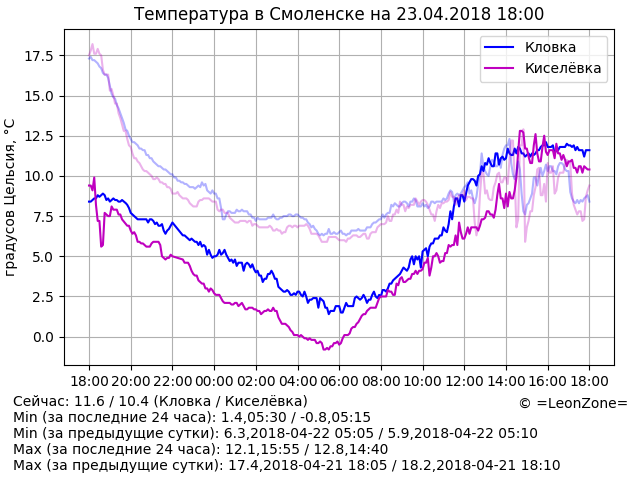 Температура в Смоленске на 23.04.2018 18:00
Кловка
Киселёвка
градусов Цельсия, °C
17.5
15.0
12.5
10.0
7.5
5.0
2.5
0.0
18:00 20:00 22:00 00:00 02:00 04:00 06:00 08:00 10:00 12:00 14:00 16:00 18:00
Сейчас: 11.6 / 10.4 (Кловка / Киселёвка)
© =LeonZone=
Min (за последние 24 часа): 1.4,05:30 / -0.8,05:15
Min (за предыдущие сутки): 6.3,2018-04-22 05:05 / 5.9,2018-04-22 05:10
Max (за последние 24 часа): 12.1,15:55 / 12.8,14:40
Max (за предыдущие сутки): 17.4,2018-04-21 18:05 / 18.2,2018-04-21 18:10